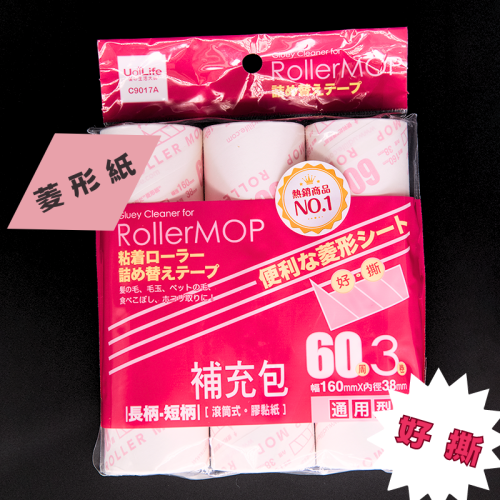 UniLife
C9017A
Gluey Cleaner for
RollerMOP
詰め替えテープ
菱形紙
熱銷商品
NO.1
Gluey Cleaner for
RollerMOP
粘着ローラー
詰め替えテープ
髪の毛、毛玉、ペットの毛、
食べこぼし、ホコリ取りに!
便利な菱形シート
好·撕
60周3卷
幅160mmX內徑38mm
補充包
長柄·短柄
【滾筒式·膠黏紙】
通用型
好撕